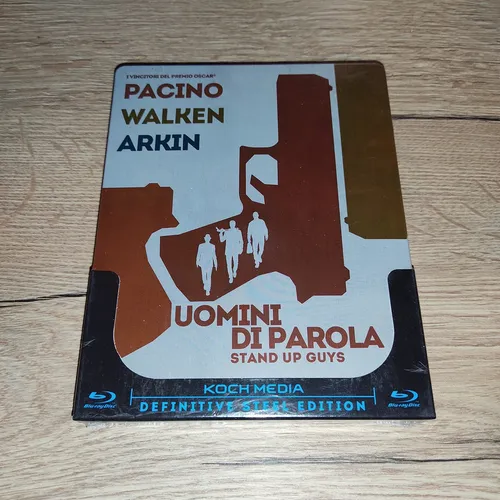 I VINCITORI DEL PREMIO OSCAR®
PACINO
WALKEN
ARKIN
UOMINI
DI PAROLA
STAND UP GUYS
KOCH MEDIA
Blu-ray Disc
DEFINITIVE STEEL EDITION
Blu-ray Disc